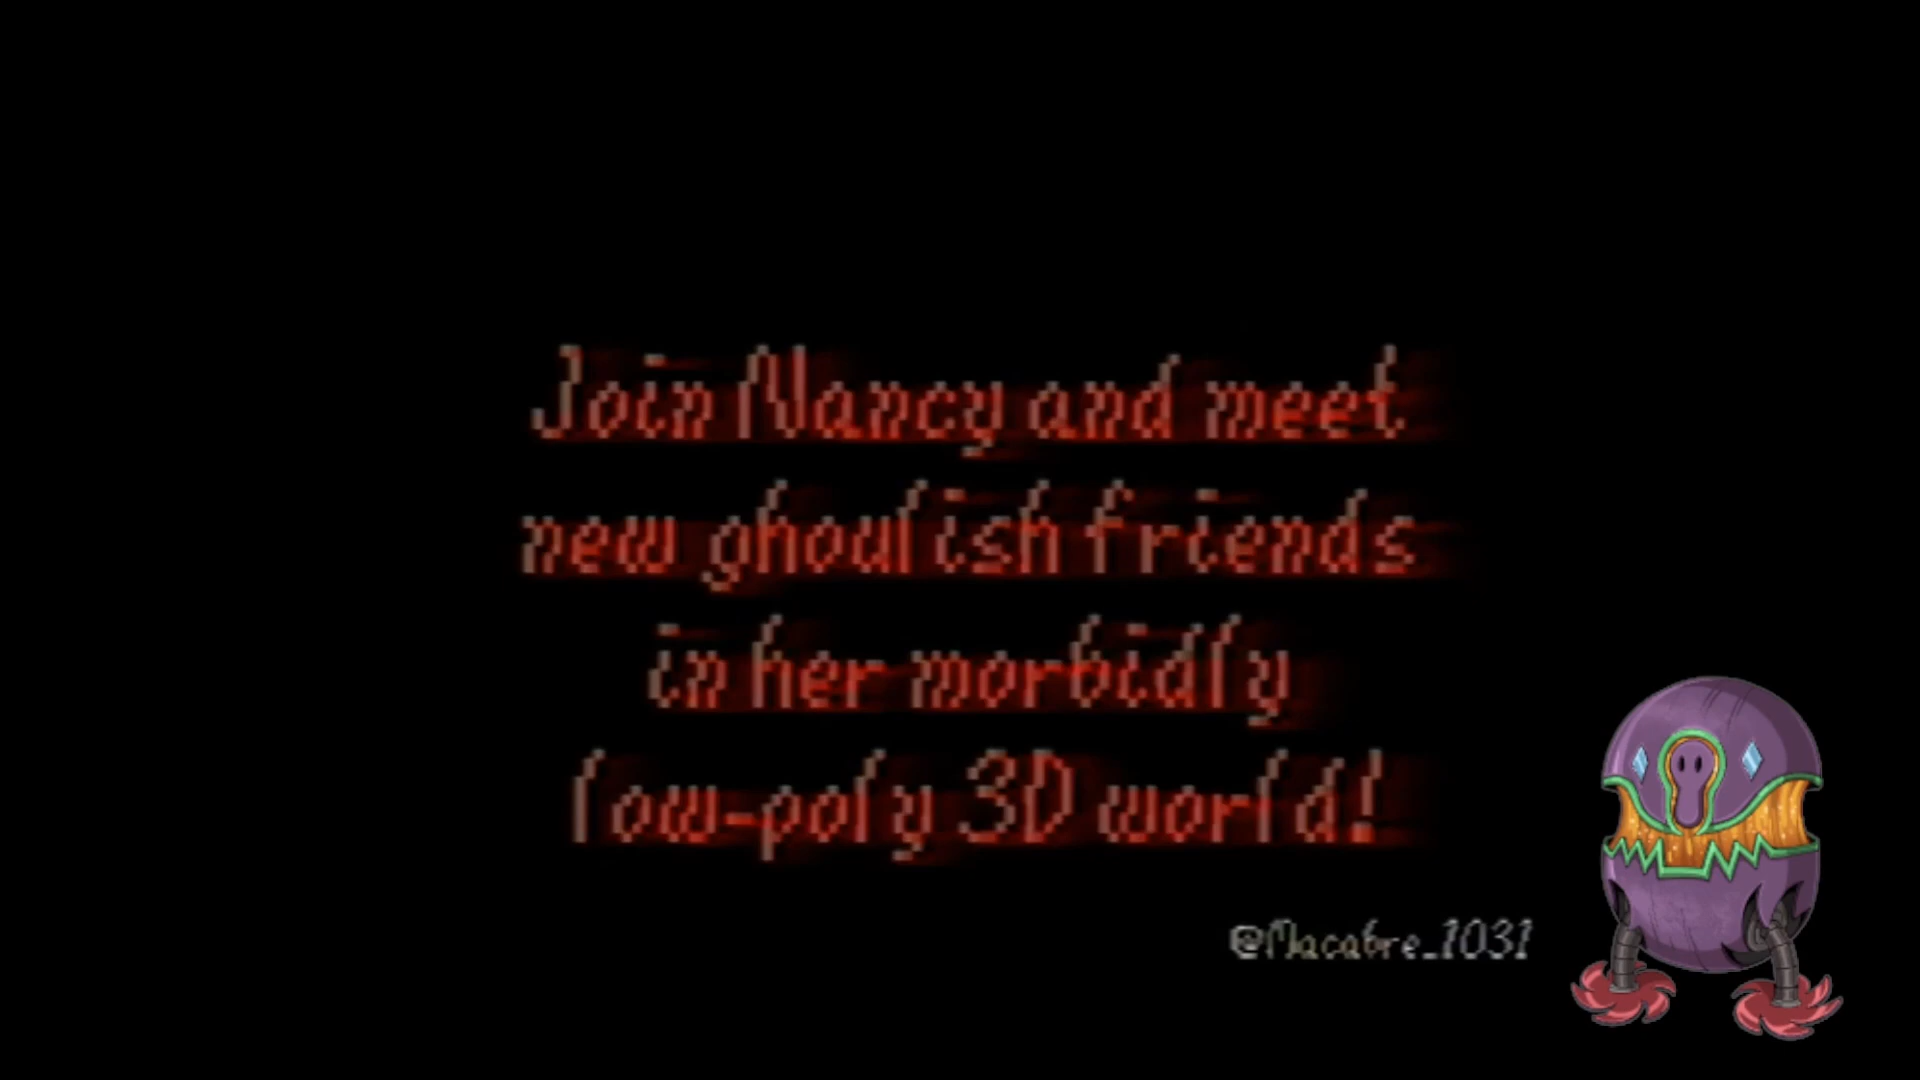 Join Nancy and meet
new ghoulish friends
in her morbidly
low-poly 3D world!
@Macabre_1031